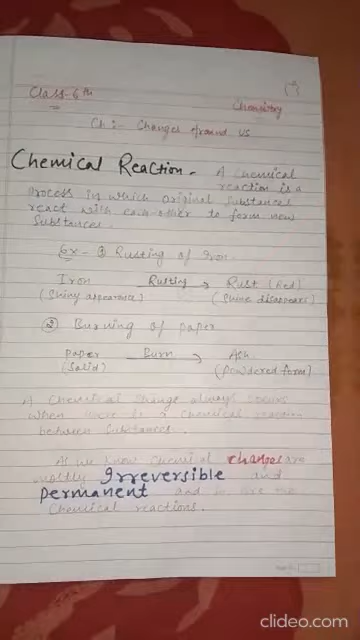 Class-6th
Chemistry
Ch:- Changes around us
Chemical Reaction - A chemical
reaction is a
process in which original substances
react with each other to form new
substances.
Ex- ① Rusting of Iron
Iron Rusting Rust (Red)
(Shiny appearance) (Shine disappears)
② Burning of paper
Paper Burn Ash
(Solid) (Powdered form)
A Chemical change always occurs
when there is a chemical reaction
between substances.
As we know chemical changes are
mostly Irreversible and
permanent and so are the
chemical reactions.
clideo.com